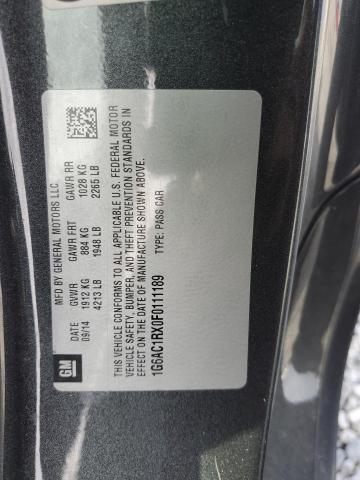 GM
MFD BY GENERAL MOTORS LLC
DATE GVWR GAWR FRT GAWR RR
09/14 1912 KG 884 KG 1028 KG
4213 LB 1948 LB 2265 LB
THIS VEHICLE CONFORMS TO ALL APPLICABLE U.S. FEDERAL MOTOR
VEHICLE SAFETY, BUMPER, AND THEFT PREVENTION STANDARDS IN
EFFECT ON THE DATE OF MANUFACTURE SHOWN ABOVE.
1G6AC1RX0F0111189 TYPE: PASS CAR